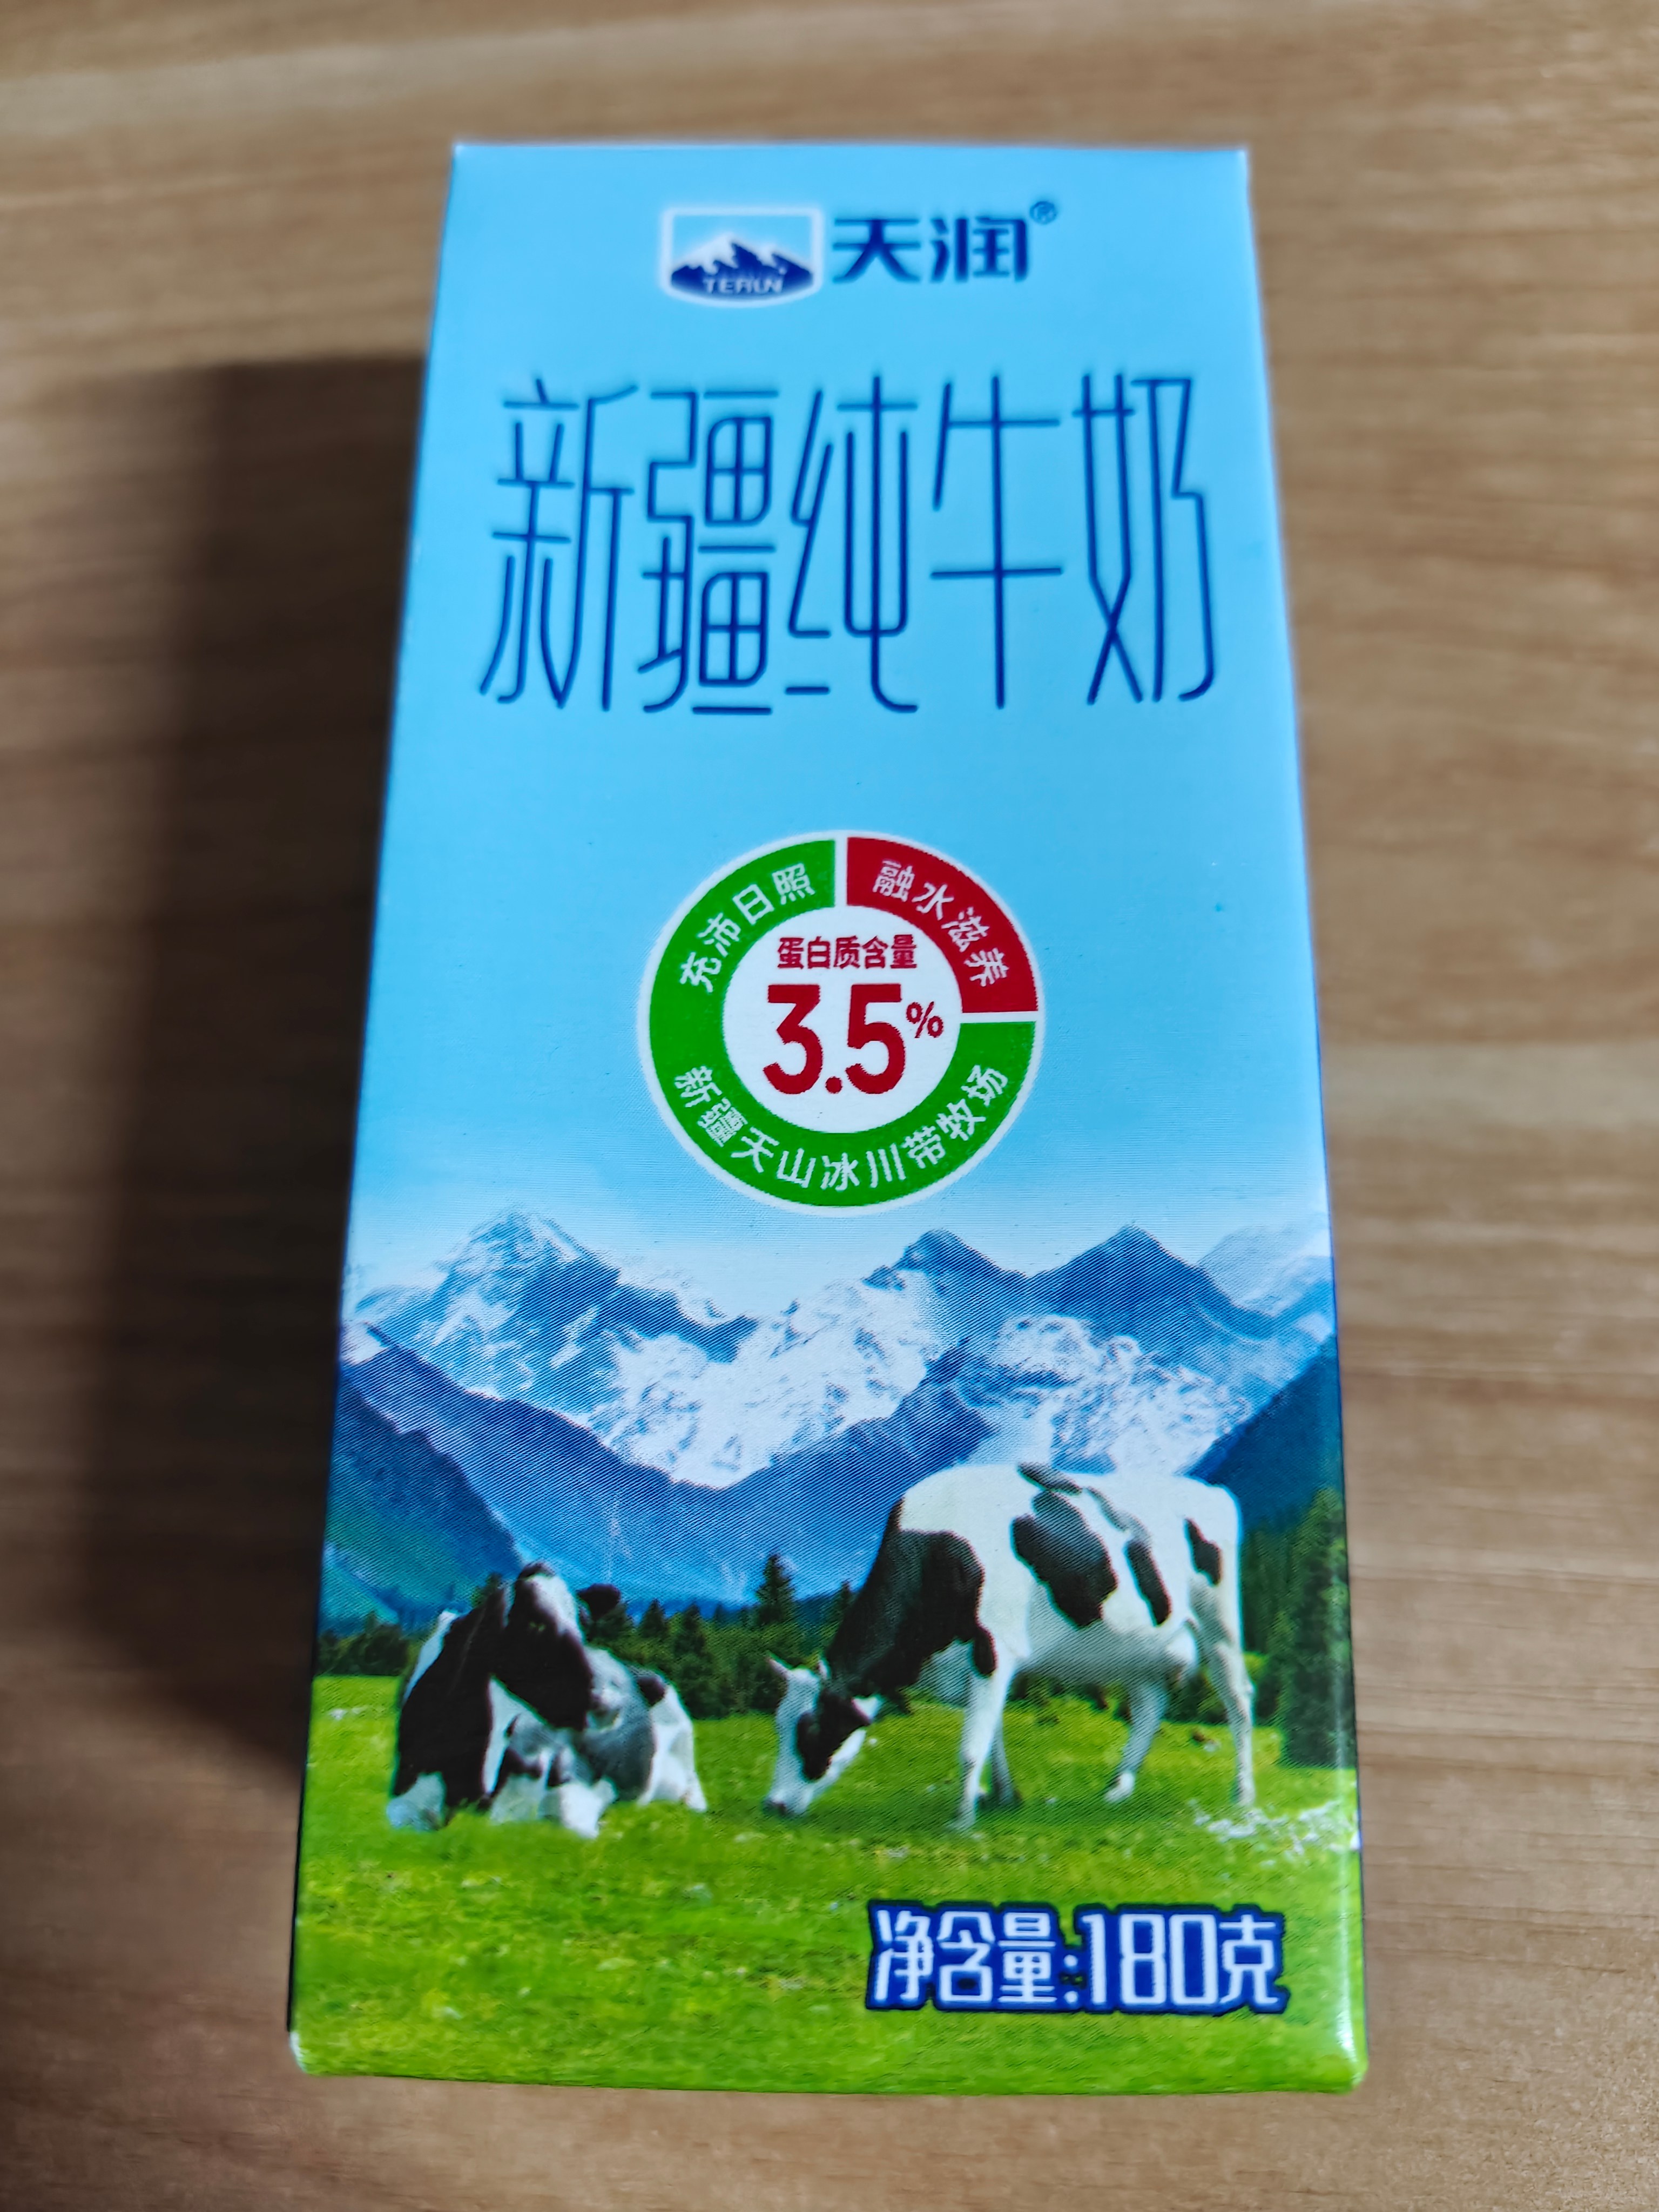 TERUN 天润®
新疆纯牛奶
充沛日照 融水滋养
蛋白质含量
3.5%
新疆天山冰川带牧场
净含量:180克